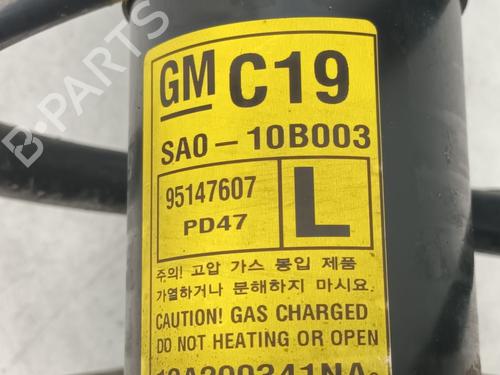 GM C19
SA0-10B003
95147607
PD47
L
주의! 고압 가스 봉입 제품
가열하거나 분해하지 마시요.
CAUTION! GAS CHARGED
DO NOT HEATING OR OPEN